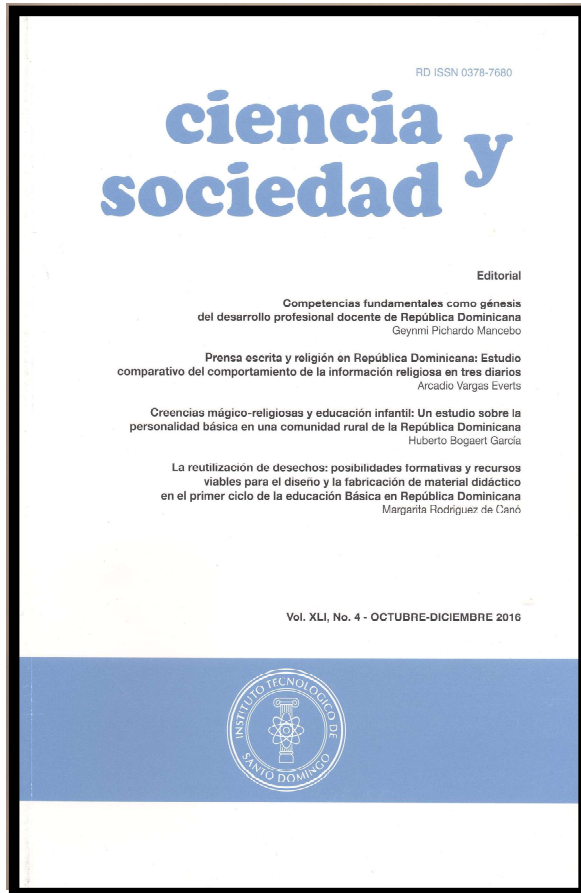 RD ISSN 0378-7680
ciencia y
sociedad
Editorial
Competencias fundamentales como génesis
del desarrollo profesional docente de República Dominicana
Geynmi Pichardo Mancebo
Prensa escrita y religión en República Dominicana: Estudio
comparativo del comportamiento de la información religiosa en tres diarios
Arcadio Vargas Everts
Creencias mágico-religiosas y educación infantil: Un estudio sobre la
personalidad básica en una comunidad rural de la República Dominicana
Huberto Bogaert García
La reutilización de desechos: posibilidades formativas y recursos
viables para el diseño y la fabricación de material didáctico
en el primer ciclo de la educación Básica en República Dominicana
Margarita Rodriguez de Canó
Vol. XLI, No. 4 - OCTUBRE-DICIEMBRE 2016
INSTITUTO TECNOLOGICO DE
SANTO DOMINGO